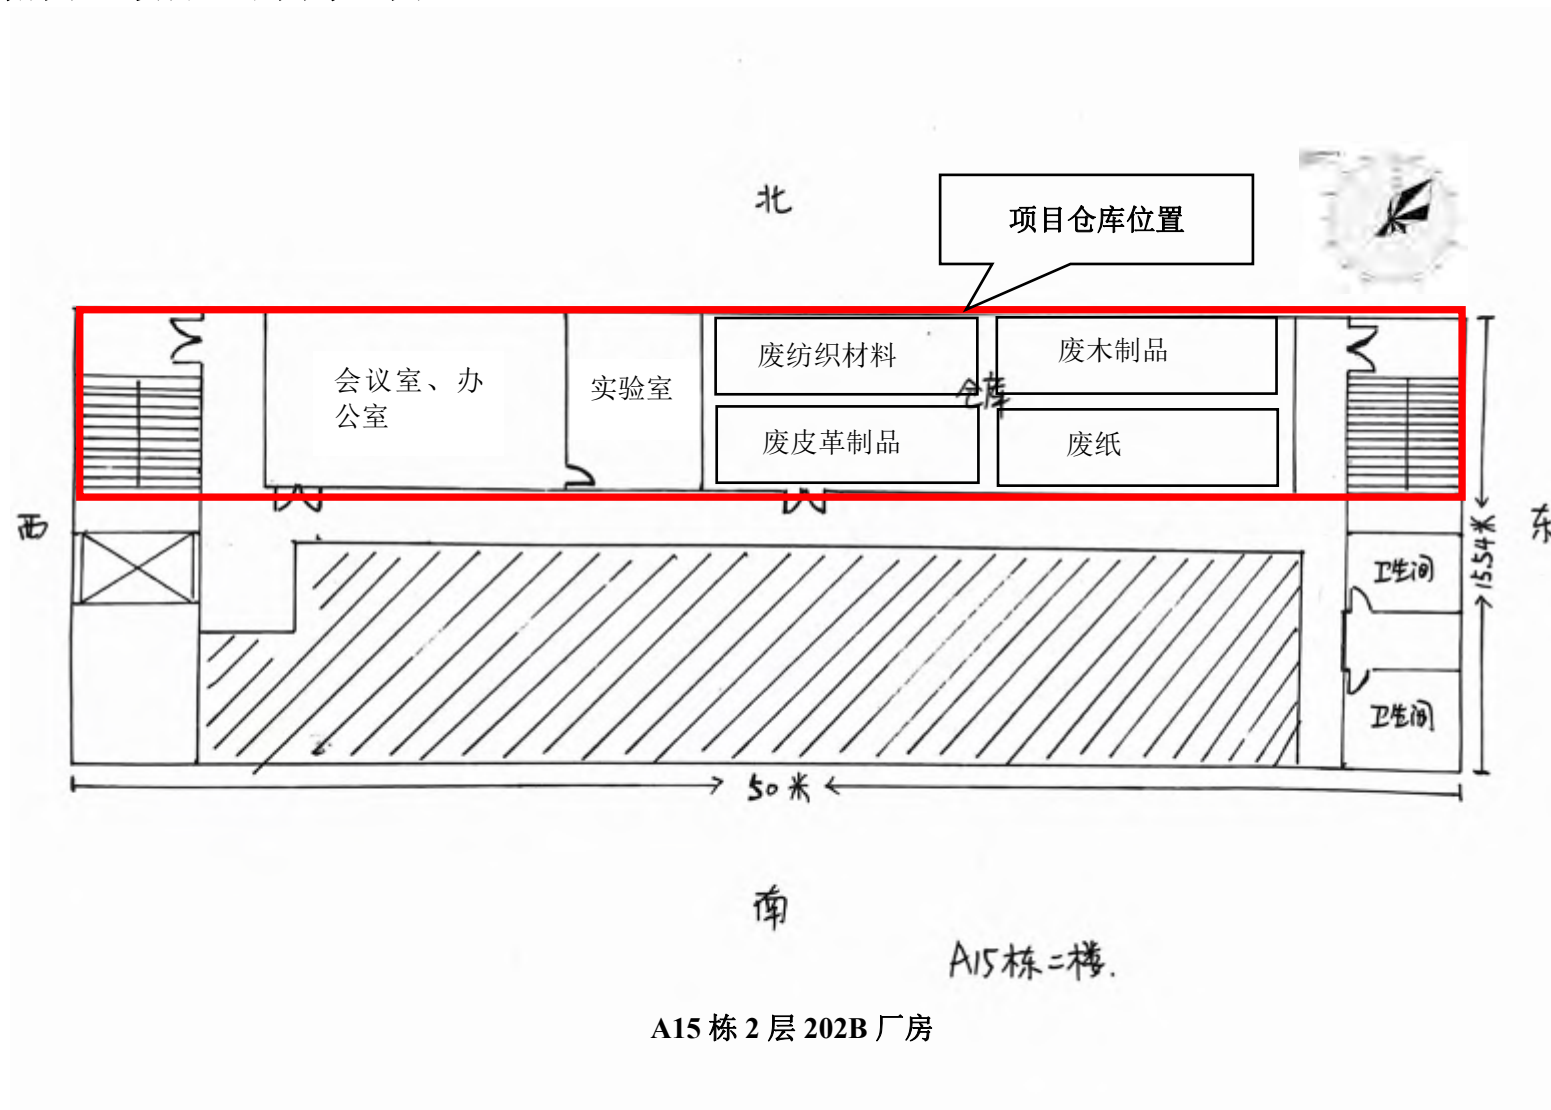 北
项目仓库位置
会议室、办
公室
实验室
废纺织材料
废木制品
仓库
废皮革制品
废纸
西
东
15.54米
卫生间
卫生间
50米
南
A15栋二楼.
A15 栋 2 层 202B 厂房